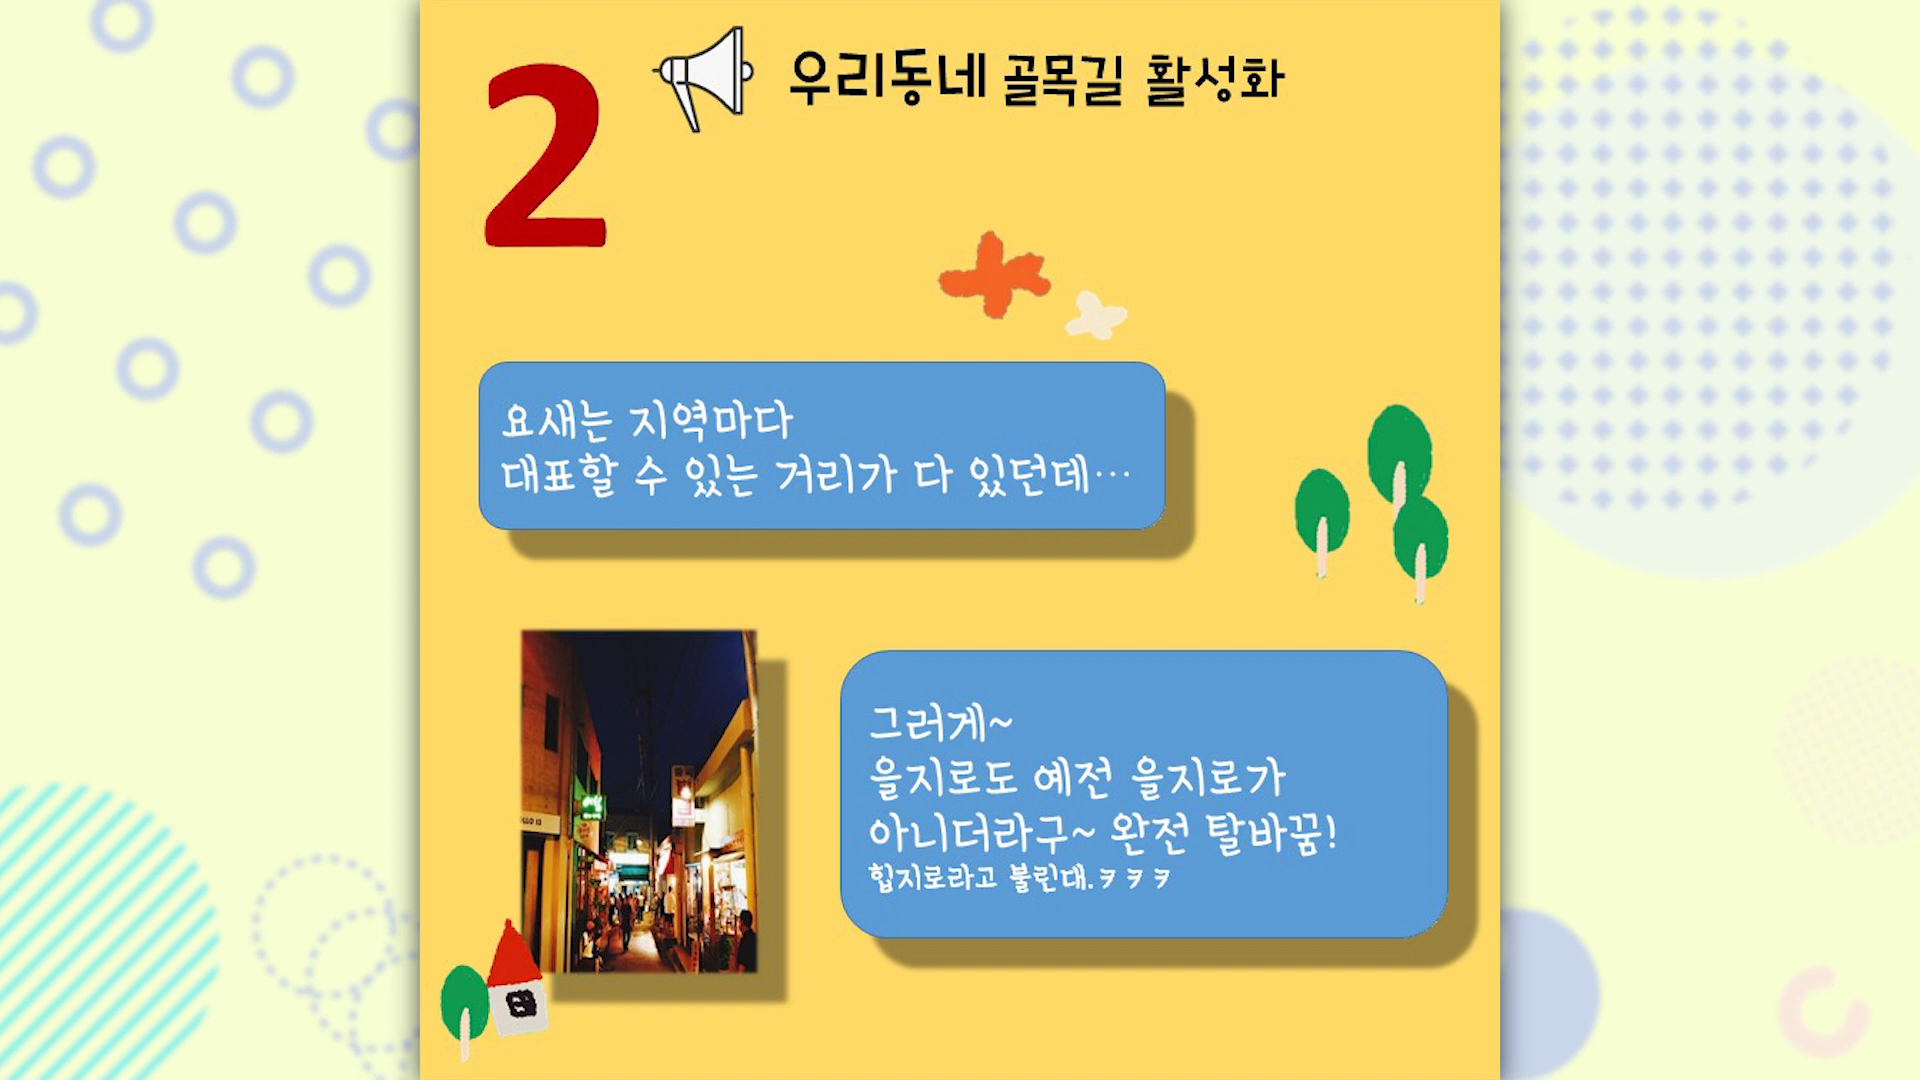 2
우리동네 골목길 활성화
요새는 지역마다
대표할 수 있는 거리가 다 있던데…
그러게~
을지로도 예전 을지로가
아니더라구~ 완전 탈바꿈!
힙지로라고 불린대.ㅋㅋㅋ